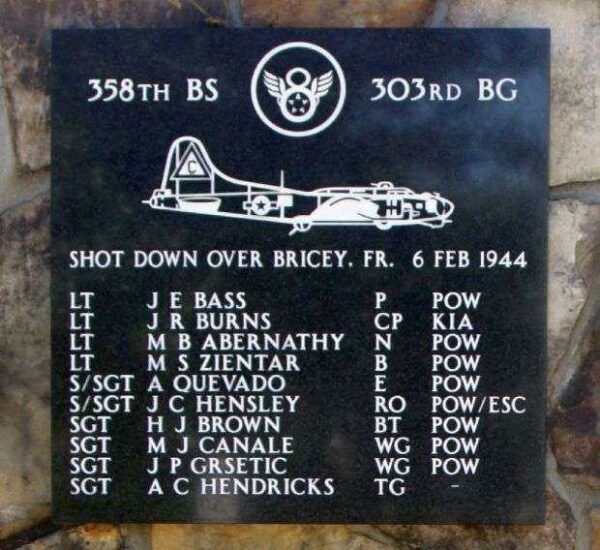 358TH BS 303RD BG
C
H
SHOT DOWN OVER BRICEY. FR. 6 FEB 1944
LT J E BASS P POW
LT J R BURNS CP KIA
LT M B ABERNATHY N POW
LT M S ZIENTAR B POW
S/SGT A QUEVADO E POW
S/SGT J C HENSLEY RO POW/ESC
SGT H J BROWN BT POW
SGT M J CANALE WG POW
SGT J P GRSETIC WG POW
SGT A C HENDRICKS TG -